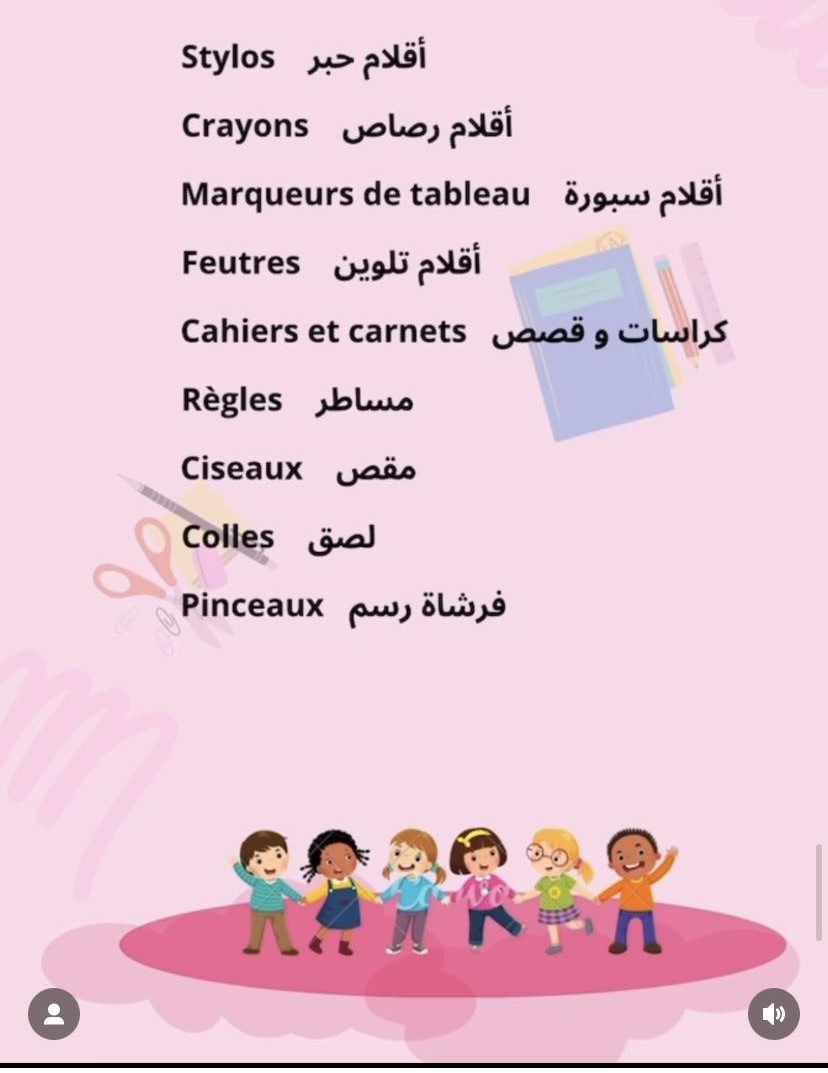 Stylos أقلام حبر
Crayons أقلام رصاص
Marqueurs de tableau أقلام سبورة
Feutres أقلام تلوين
Cahiers et carnets كراسات و قصص
Règles مساطر
Ciseaux مقص
Colles لصق
Pinceaux فرشاة رسم